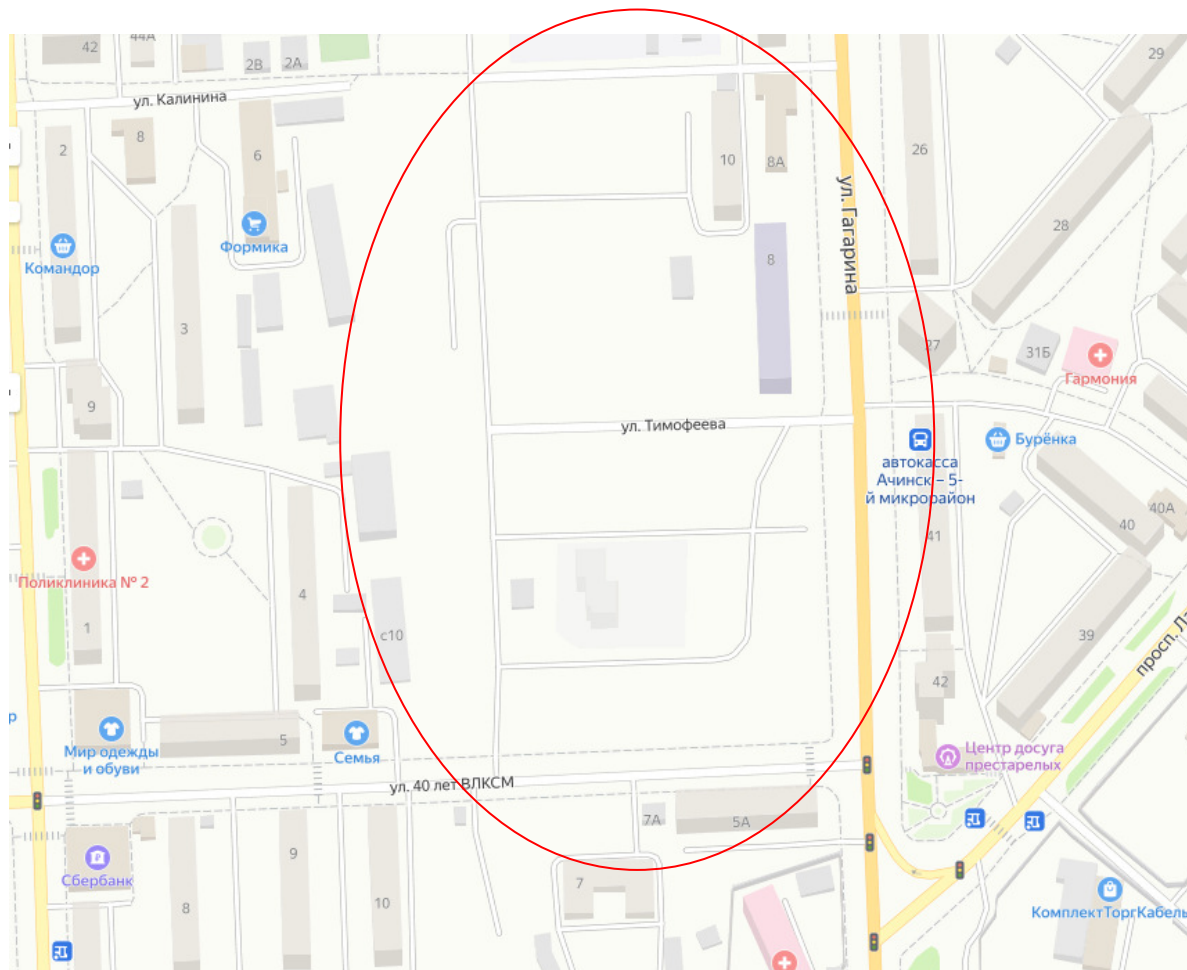 42
44А
2В
2А
29
ул. Калинина
2
8
6
10
8А
26
ул. Гагарина
28
Формика
Командор
8
3
27
31Б
Гармония
9
ул. Тимофеева
Бурёнка
автокасса
Ачинск – 5-
й микрорайон
40А
40
41
Поликлиника № 2
1
4
с10
39
просп. Ла
42
р
5
Мир одежды
и обуви
Семья
Центр досуга
престарелых
ул. 40 лет ВЛКСМ
7А
5А
9
Сбербанк
7
8
10
КомплектТоргКабель